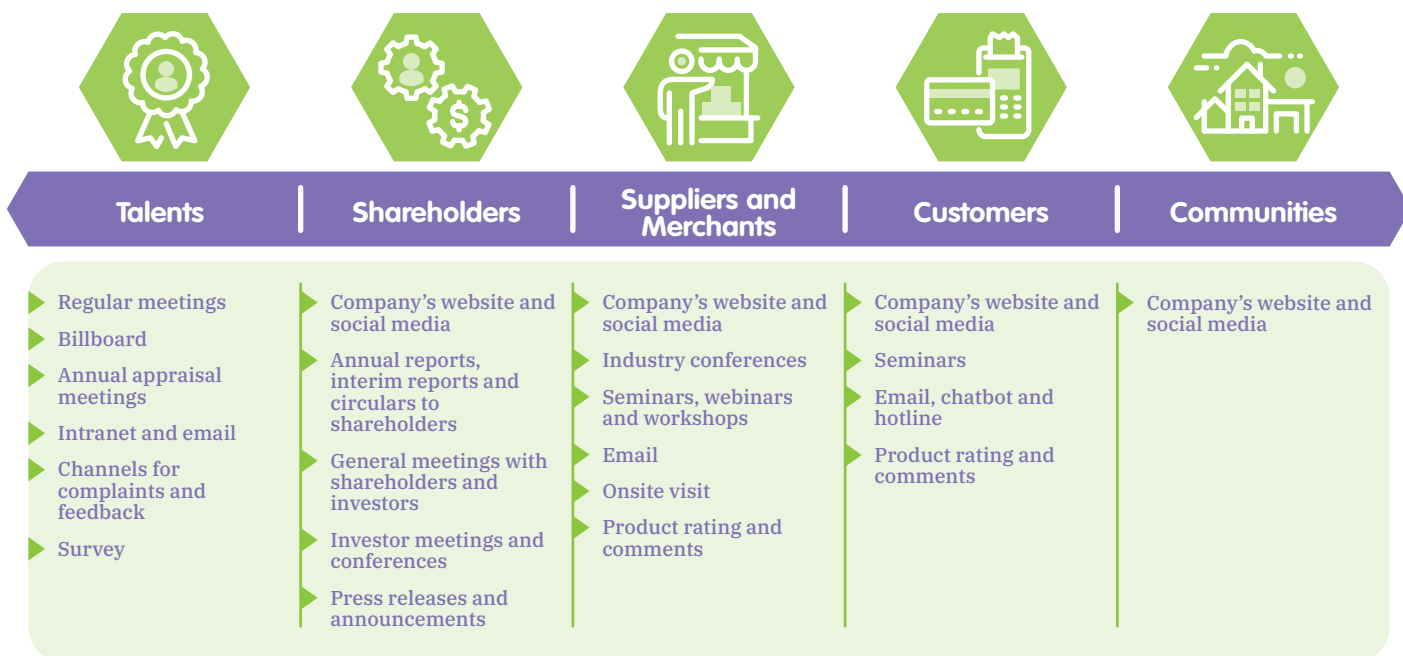 $
Talents
Shareholders
Suppliers and
Merchants
Customers
Communities
Regular meetings
Billboard
Annual appraisal
meetings
Intranet and email
Channels for
complaints and
feedback
Survey
Company’s website and
social media
Annual reports,
interim reports and
circulars to
shareholders
General meetings with
shareholders and
investors
Investor meetings and
conferences
Press releases and
announcements
Company’s website and
social media
Industry conferences
Seminars, webinars
and workshops
Email
Onsite visit
Product rating and
comments
Company’s website and
social media
Seminars
Email, chatbot and
hotline
Product rating and
comments
Company’s website and
social media